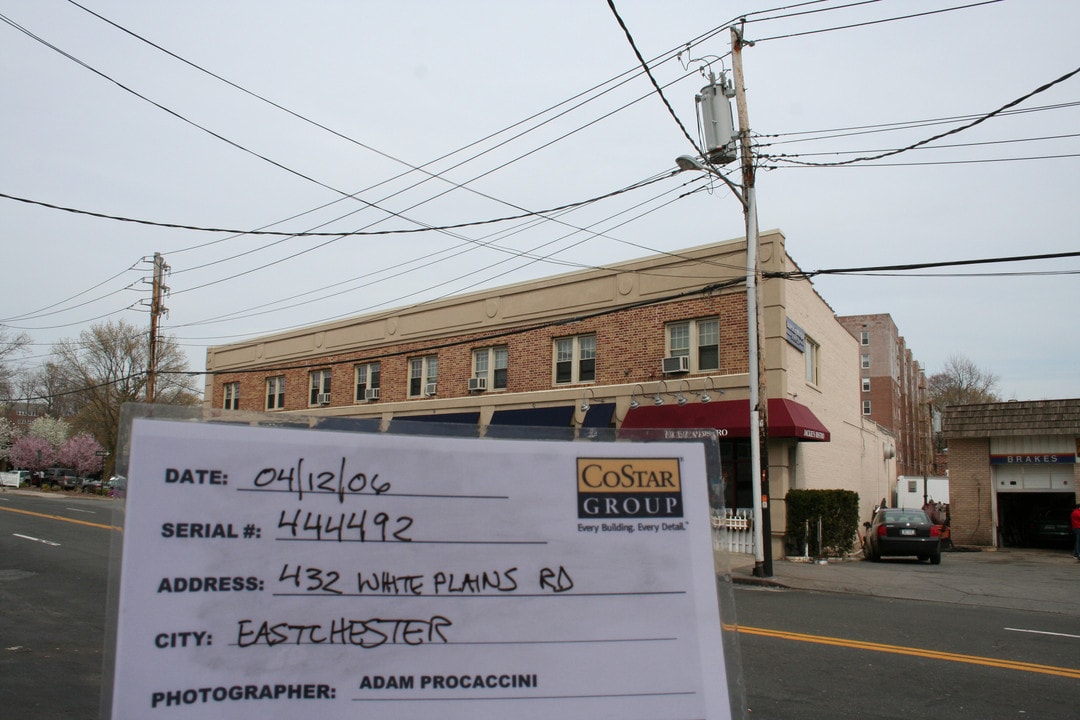 BRAKES
DATE: 04/12/06
COSTAR
GROUP
Every Building. Every Detail.™
SERIAL #: 444492
ADDRESS: 432 WHITE PLAINS RD
CITY: EASTCHESTER
PHOTOGRAPHER: ADAM PROCACCINI